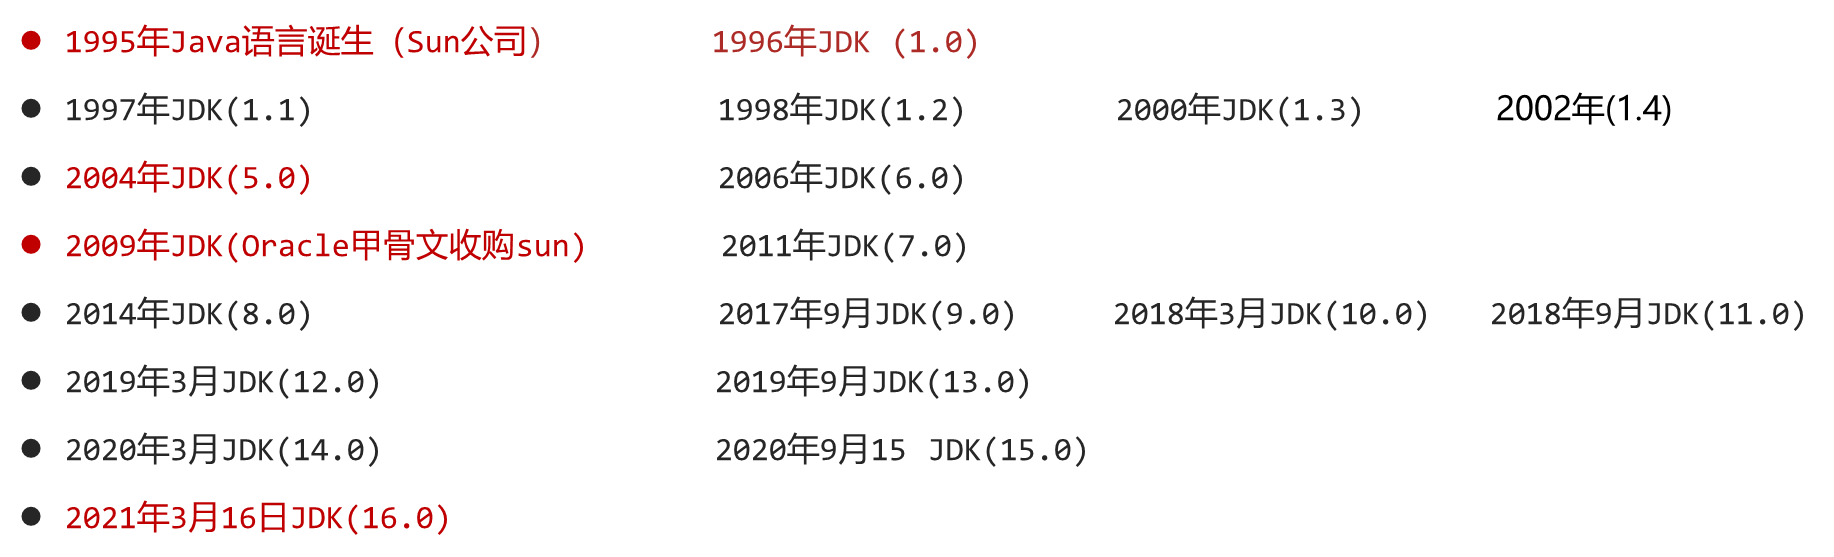 1995年Java语言诞生（Sun公司） 1996年JDK (1.0)
1997年JDK(1.1) 1998年JDK(1.2) 2000年JDK(1.3) 2002年(1.4)
2004年JDK(5.0) 2006年JDK(6.0)
2009年JDK(Oracle甲骨文收购sun) 2011年JDK(7.0)
2014年JDK(8.0) 2017年9月JDK(9.0) 2018年3月JDK(10.0) 2018年9月JDK(11.0)
2019年3月JDK(12.0) 2019年9月JDK(13.0)
2020年3月JDK(14.0) 2020年9月15 JDK(15.0)
2021年3月16日JDK(16.0)